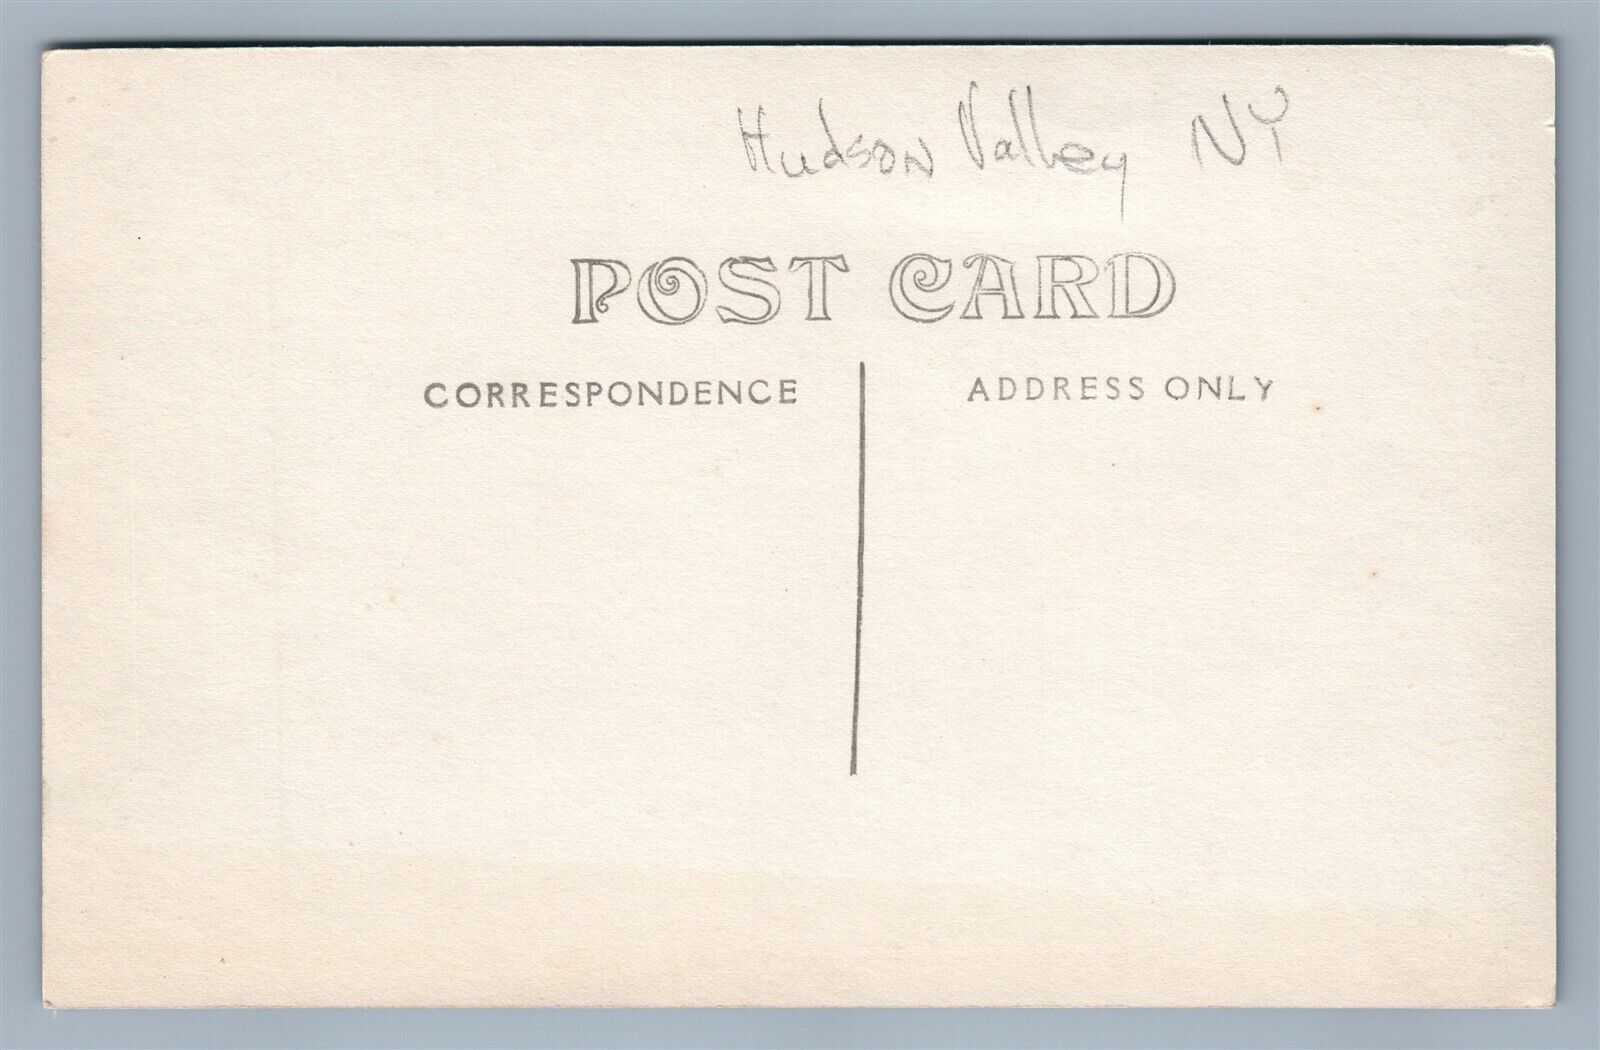 Hudson Valley NY
POST CARD
CORRESPONDENCE
ADDRESS ONLY